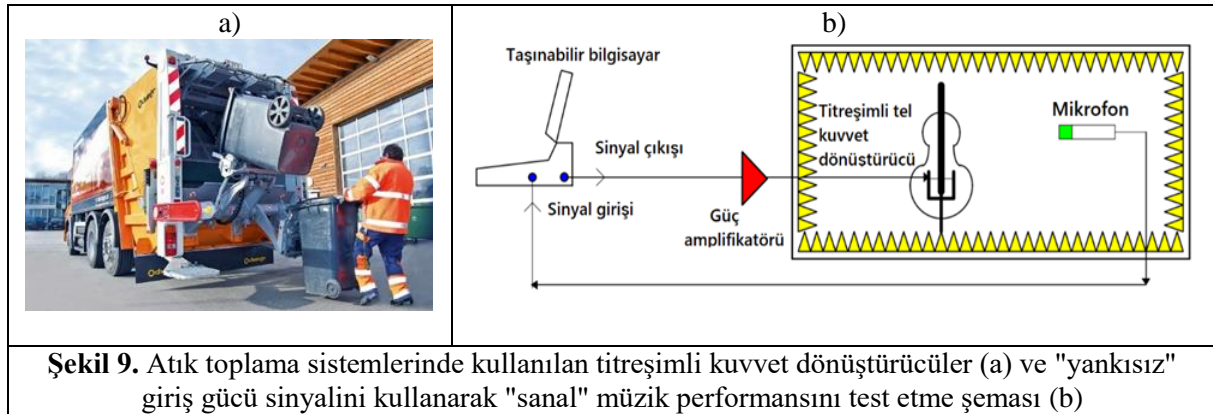 a)
b)
Taşınabilir bilgisayar
Sinyal çıkışı
Sinyal girişi
Güç
amplifikatörü
Titreşimli tel
kuvvet
dönüştürücü
Mikrofon
Şekil 9. Atık toplama sistemlerinde kullanılan titreşimli kuvvet dönüştürücüler (a) ve "yankısız"
giriş gücü sinyalini kullanarak "sanal" müzik performansını test etme şeması (b)